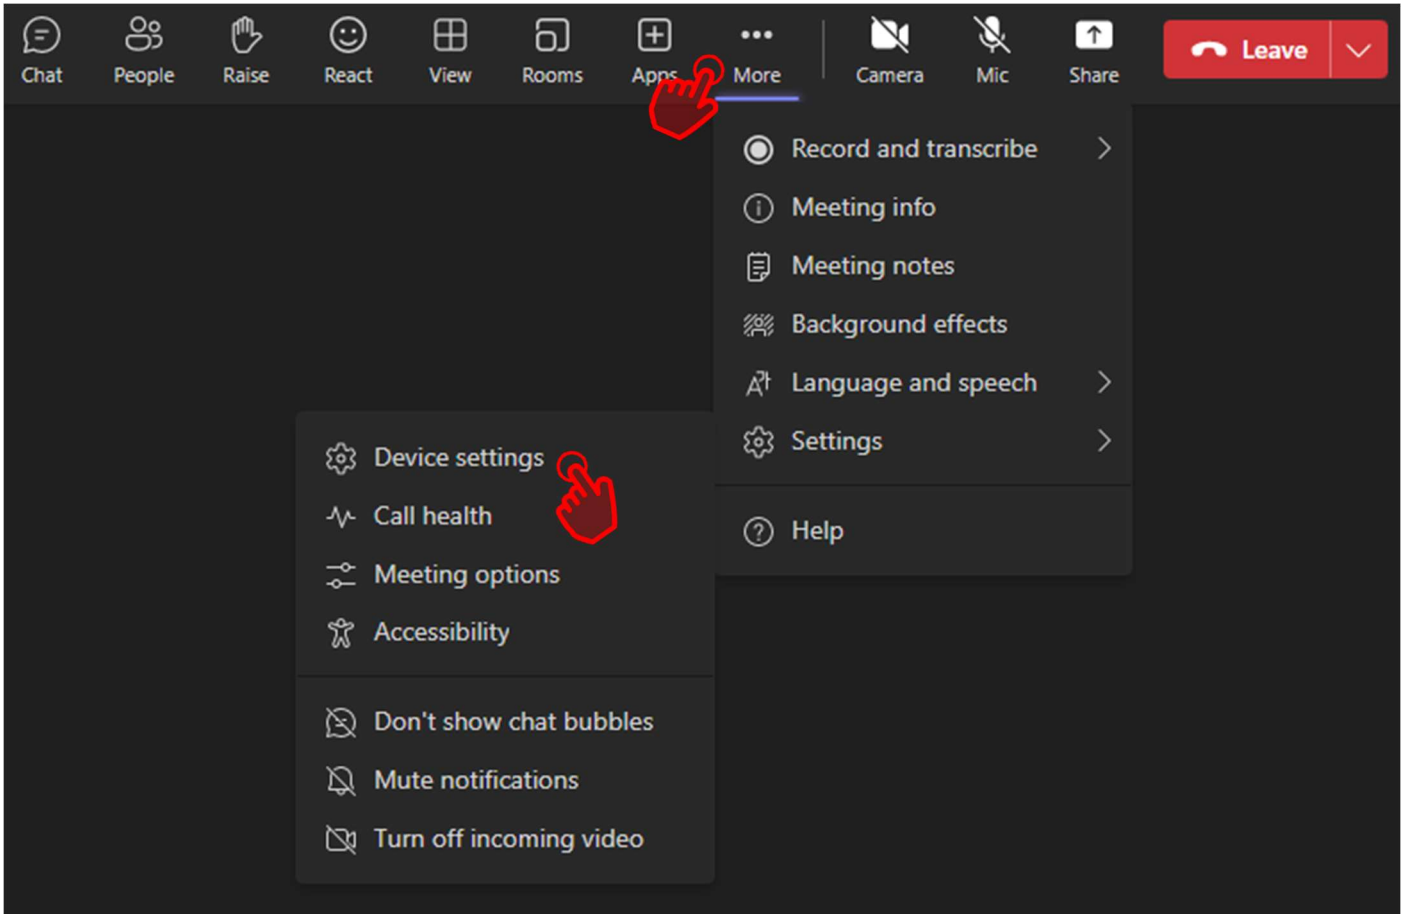 Chat People Raise React View Rooms Apps More Camera Mic Share Leave
Record and transcribe
Meeting info
Meeting notes
Background effects
Language and speech
Settings
Help
Device settings
Call health
Meeting options
Accessibility
Don't show chat bubbles
Mute notifications
Turn off incoming video